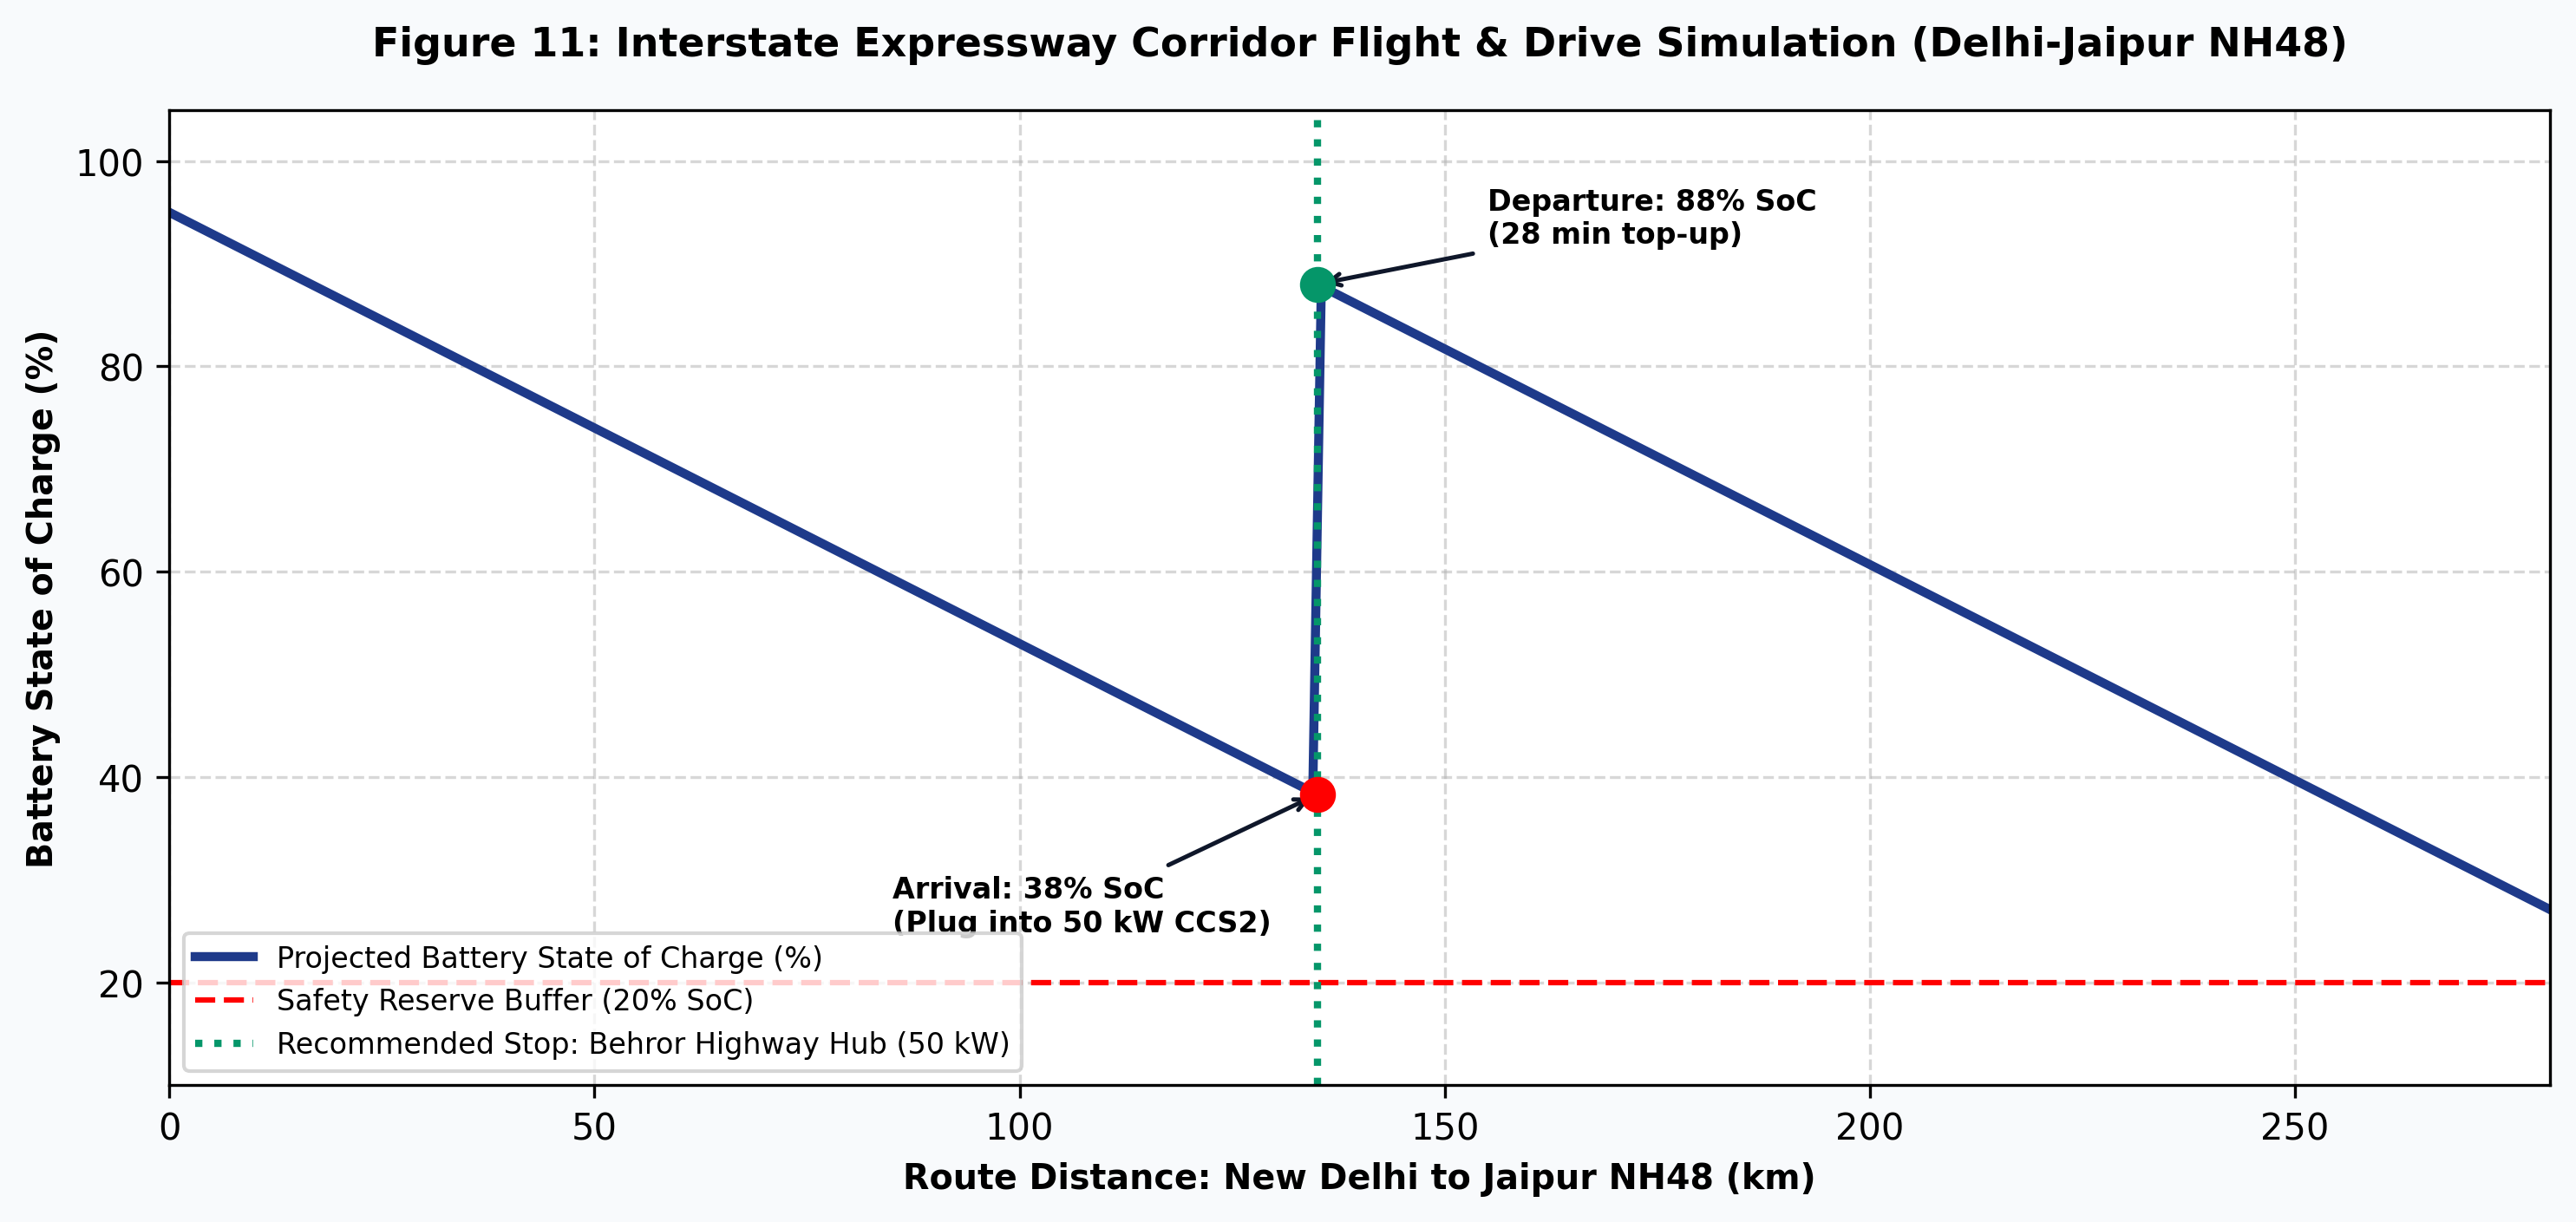 Figure 11: Interstate Expressway Corridor Flight & Drive Simulation (Delhi-Jaipur NH48)
Battery State of Charge (%)
100
80
60
40
20
Departure: 88% SoC
(28 min top-up)
Arrival: 38% SoC
(Plug into 50 kW CCS2)
Projected Battery State of Charge (%)
Safety Reserve Buffer (20% SoC)
Recommended Stop: Behror Highway Hub (50 kW)
0
50
100
150
200
250
Route Distance: New Delhi to Jaipur NH48 (km)